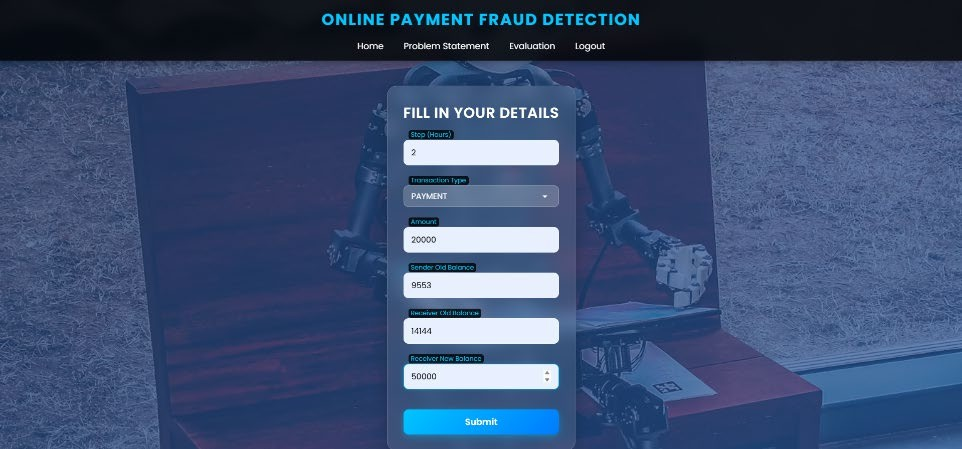 ONLINE PAYMENT FRAUD DETECTION
Home Problem Statement Evaluation Logout
FILL IN YOUR DETAILS
Step (Hours)
2
Transaction Type
PAYMENT
Amount
20000
Sender Old Balance
9553
Receiver Old Balance
14144
Receiver New Balance
50000
Submit